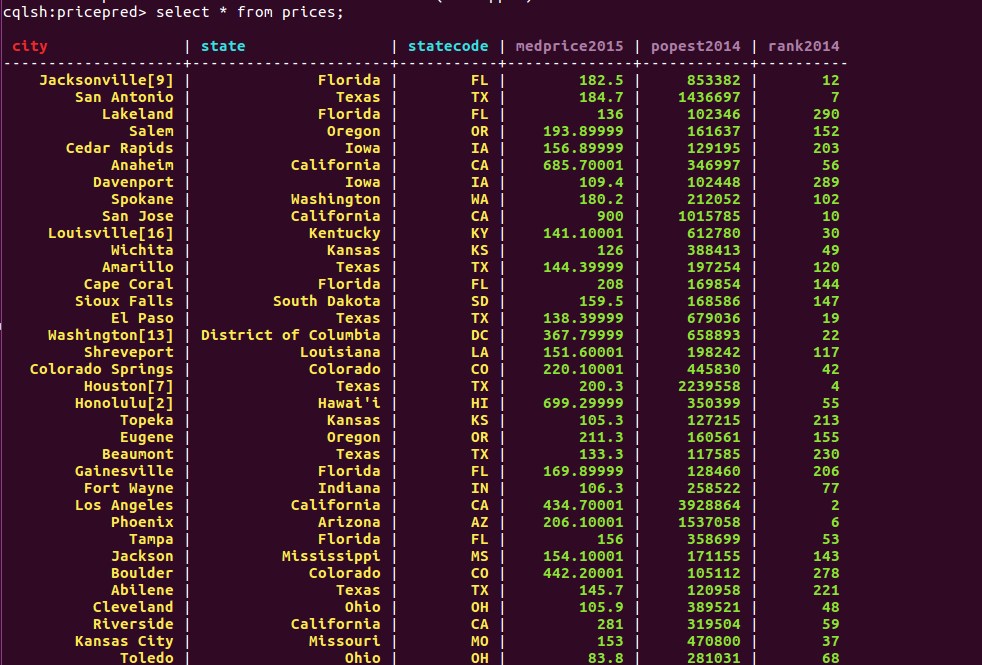 cqlsh:pricepred> select * from prices;
city | state | statecode | medprice2015 | popest2014 | rank2014
--------------------+----------------------+-----------+--------------+------------+----------
Jacksonville[9] | Florida | FL | 182.5 | 853382 | 12
San Antonio | Texas | TX | 184.7 | 1436697 | 7
Lakeland | Florida | FL | 136 | 102346 | 290
Salem | Oregon | OR | 193.89999 | 161637 | 152
Cedar Rapids | Iowa | IA | 156.89999 | 129195 | 203
Anaheim | California | CA | 685.70001 | 346997 | 56
Davenport | Iowa | IA | 109.4 | 102448 | 289
Spokane | Washington | WA | 180.2 | 212052 | 102
San Jose | California | CA | 900 | 1015785 | 10
Louisville[16] | Kentucky | KY | 141.10001 | 612780 | 30
Wichita | Kansas | KS | 126 | 388413 | 49
Amarillo | Texas | TX | 144.39999 | 197254 | 120
Cape Coral | Florida | FL | 208 | 169854 | 144
Sioux Falls | South Dakota | SD | 159.5 | 168586 | 147
El Paso | Texas | TX | 138.39999 | 679036 | 19
Washington[13] | District of Columbia | DC | 367.79999 | 658893 | 22
Shreveport | Louisiana | LA | 151.60001 | 198242 | 117
Colorado Springs | Colorado | CO | 220.10001 | 445830 | 42
Houston[7] | Texas | TX | 200.3 | 2239558 | 4
Honolulu[2] | Hawai'i | HI | 699.29999 | 350399 | 55
Topeka | Kansas | KS | 105.3 | 127215 | 213
Eugene | Oregon | OR | 211.3 | 160561 | 155
Beaumont | Texas | TX | 133.3 | 117585 | 230
Gainesville | Florida | FL | 169.89999 | 128460 | 206
Fort Wayne | Indiana | IN | 106.3 | 258522 | 77
Los Angeles | California | CA | 434.70001 | 3928864 | 2
Phoenix | Arizona | AZ | 206.10001 | 1537058 | 6
Tampa | Florida | FL | 156 | 358699 | 53
Jackson | Mississippi | MS | 154.10001 | 171155 | 143
Boulder | Colorado | CO | 442.20001 | 105112 | 278
Abilene | Texas | TX | 145.7 | 120958 | 221
Cleveland | Ohio | OH | 105.9 | 389521 | 48
Riverside | California | CA | 281 | 319504 | 59
Kansas City | Missouri | MO | 153 | 470800 | 37
Toledo | Ohio | OH | 83.8 | 281031 | 68